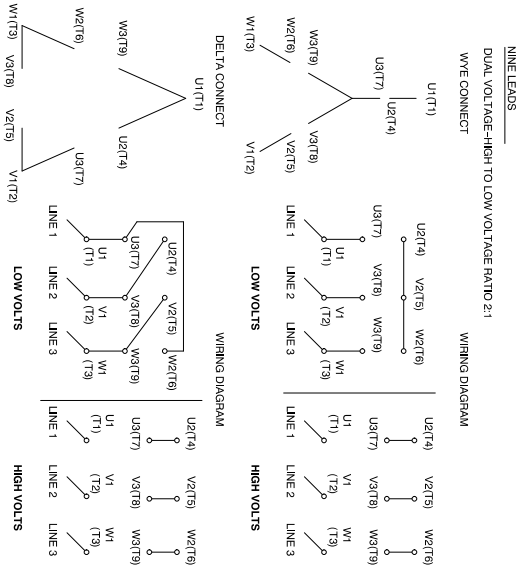 NINE LEADS
DUAL VOLTAGE-HIGH TO LOW VOLTAGE RATIO 2:1
WYE CONNECT
WIRING DIAGRAM
U1(T1)
U3(T7)
U2(T4)
W3(T9)
W2(T6)
W1(T3)
V3(T8)
V2(T5)
V1(T2)
U2(T4)
V2(T5)
W2(T6)
U3(T7)
V3(T8)
W3(T9)
U1
(T1)
V1
(T2)
W1
(T3)
LINE 1
LINE 2
LINE 3
LOW VOLTS
U2(T4)
V2(T5)
W2(T6)
U3(T7)
V3(T8)
W3(T9)
U1
(T1)
V1
(T2)
W1
(T3)
LINE 1
LINE 2
LINE 3
HIGH VOLTS
DELTA CONNECT
WIRING DIAGRAM
U1(T1)
W3(T9)
U2(T4)
W2(T6)
U3(T7)
W1(T3)
V3(T8)
V2(T5)
V1(T2)
U2(T4)
V2(T5)
W2(T6)
U3(T7)
V3(T8)
W3(T9)
U1
(T1)
V1
(T2)
W1
(T3)
LINE 1
LINE 2
LINE 3
LOW VOLTS
U2(T4)
V2(T5)
W2(T6)
U3(T7)
V3(T8)
W3(T9)
U1
(T1)
V1
(T2)
W1
(T3)
LINE 1
LINE 2
LINE 3
HIGH VOLTS